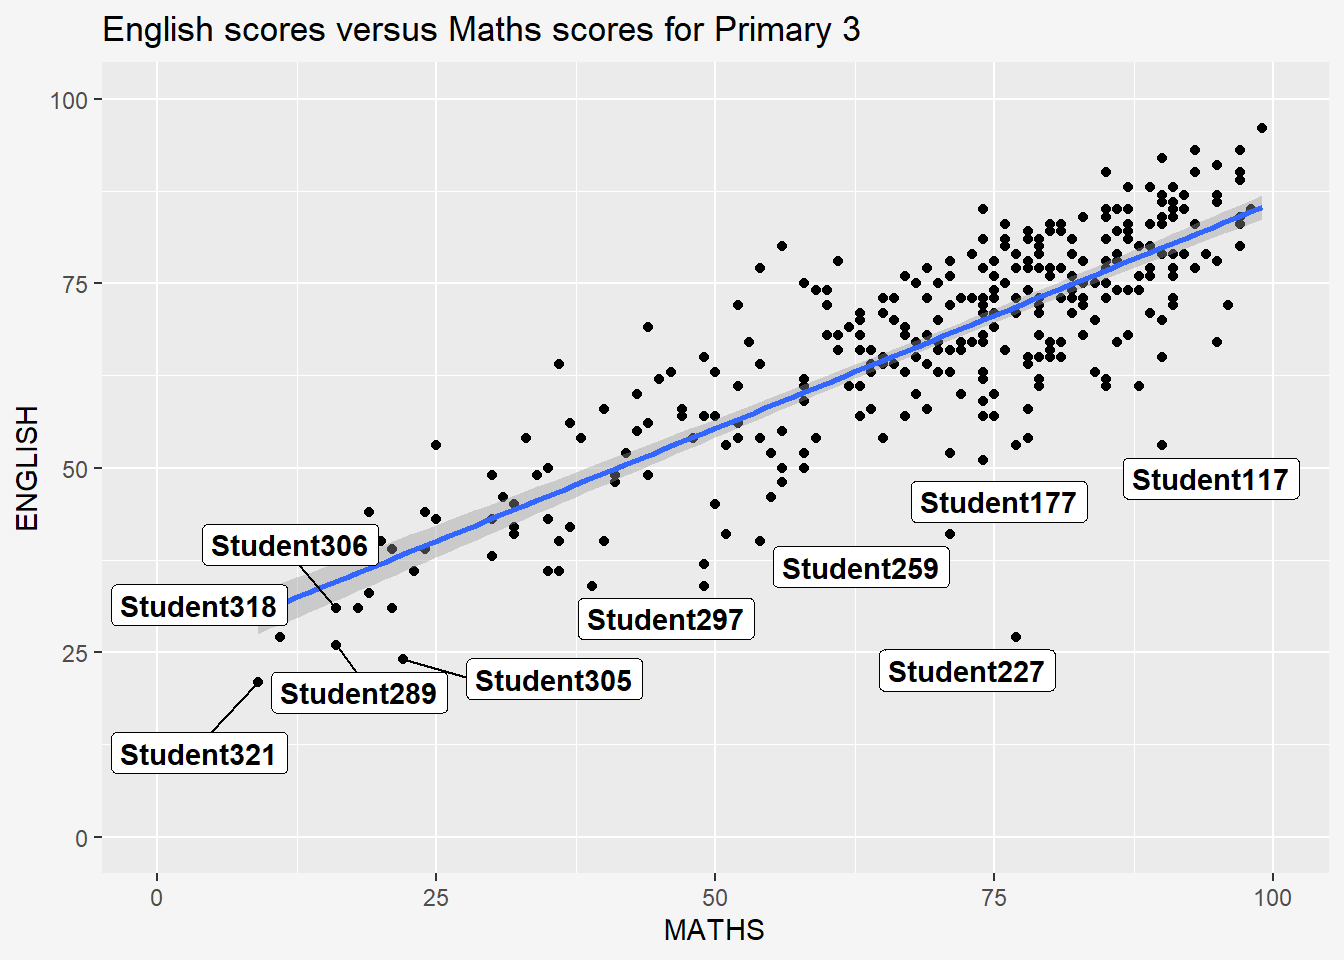 English scores versus Maths scores for Primary 3
100
75
50
25
0
ENGLISH
Student117
Student177
Student306
Student259
Student318
Student297
Student227
Student305
Student289
Student321
0
25
50
75
100
MATHS